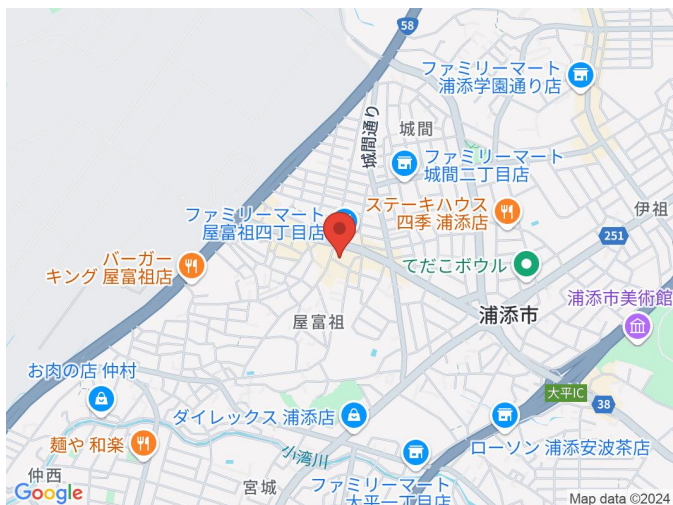 58
ファミリーマート
浦添学園通り店
城間通り
城間
ファミリーマート
城間二丁目店
伊祖
ステーキハウス
四季 浦添店
ファミリーマート
屋富祖四丁目店
251
バーガー
キング 屋富祖店
てだこボウル
浦添市美術館
浦添市
屋富祖
お肉の店 仲村
大平IC
38
ダイレックス 浦添店
ローソン 浦添安波茶店
麺や 和楽
小湾川
仲西
宮城
ファミリーマート
大平一丁目店
Google
Map data ©2024